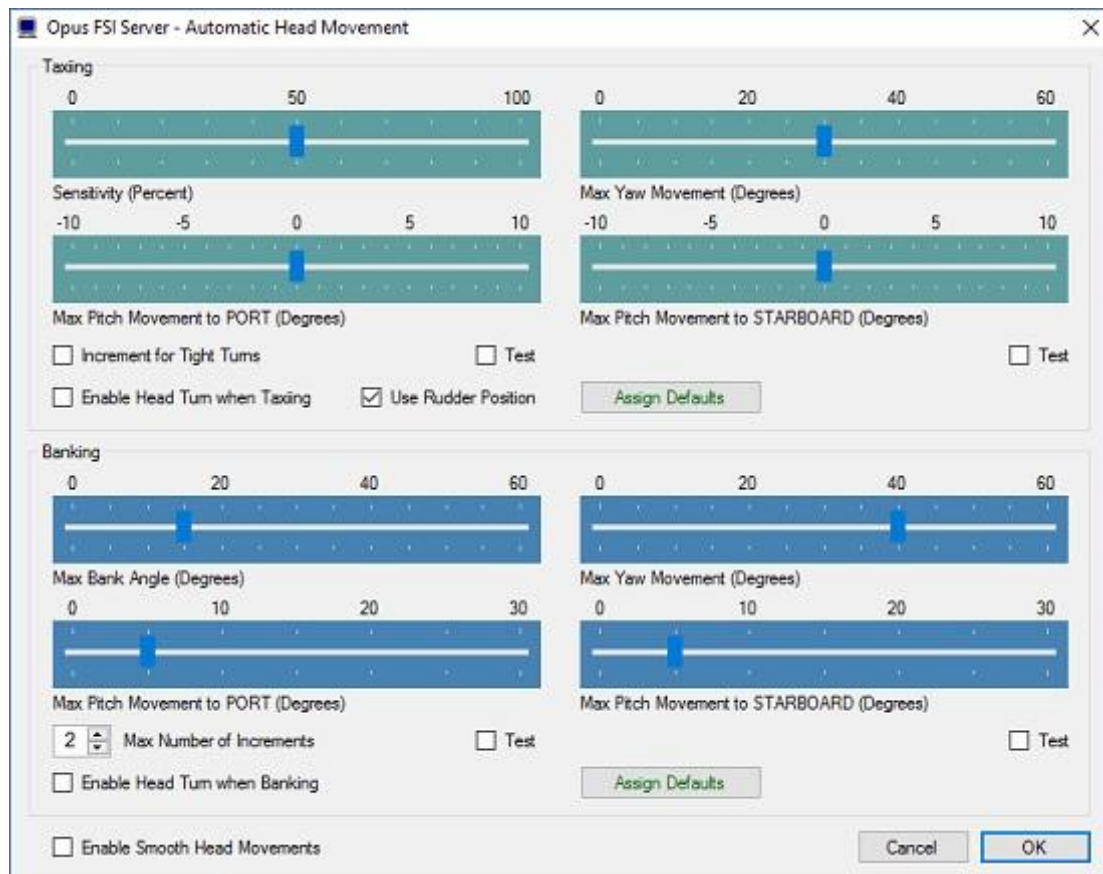 Opus FSI Server - Automatic Head Movement
Taxiing
0 50 100 0 20 40 60
Sensitivity (Percent) Max Yaw Movement (Degrees)
-10 -5 0 5 10 -10 -5 0 5 10
Max Pitch Movement to PORT (Degrees) Max Pitch Movement to STARBOARD (Degrees)
Increment for Tight Turns Test Test
Enable Head Turn when Taxiing Use Rudder Position Assign Defaults
Banking
0 20 40 60 0 20 40 60
Max Bank Angle (Degrees) Max Yaw Movement (Degrees)
0 10 20 30 0 10 20 30
Max Pitch Movement to PORT (Degrees) Max Pitch Movement to STARBOARD (Degrees)
2 Max Number of Increments Test Test
Enable Head Turn when Banking Assign Defaults
Enable Smooth Head Movements Cancel OK